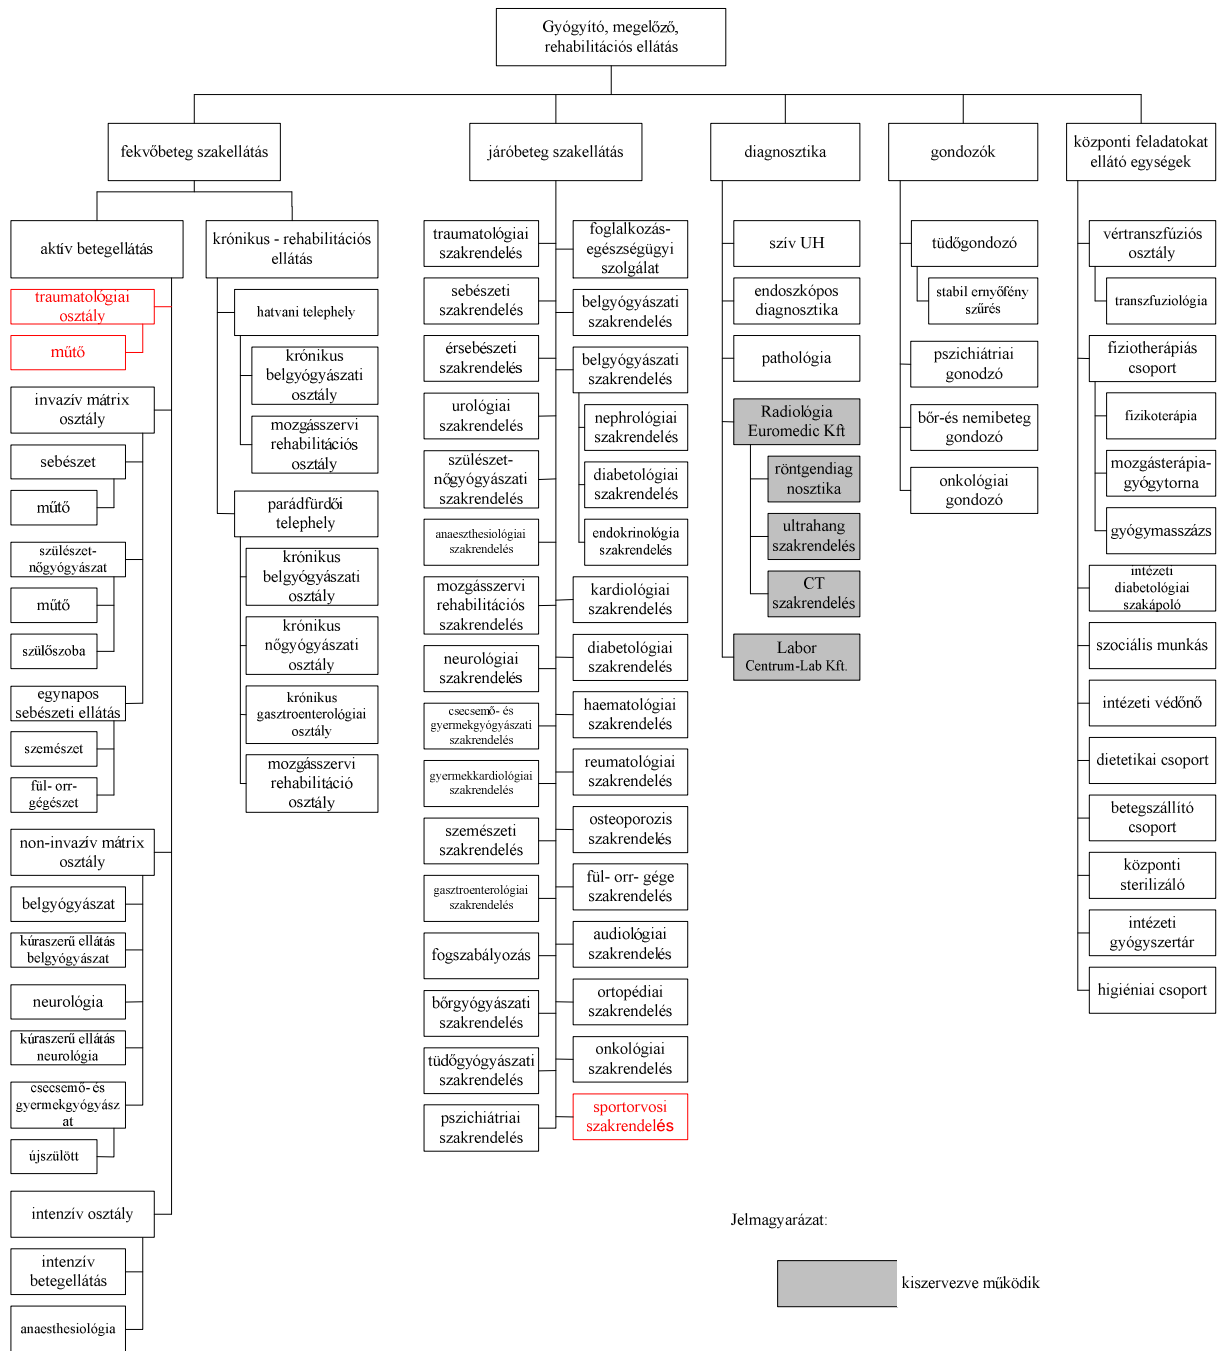 Gyógyító, megelőző,
rehabilitációs ellátás
fekvőbeteg szakellátás
járóbeteg szakellátás
diagnosztika
gondozók
központi feladatokat
ellátó egységek
aktív betegellátás
traumatológiai
osztály
műtő
invazív mátrix
osztály
sebészet
műtő
szülészet-
nőgyógyászat
műtő
szülőszoba
egynapos
sebészeti ellátás
szemészet
fül- orr-
gégészet
non-invazív mátrix
osztály
belgyógyászat
kúraszerű ellátás
belgyógyászat
neurológia
kúraszerű ellátás
neurológia
csecsemő- és
gyermekgyógyász
at
újszülött
intenzív osztály
intenzív
betegellátás
anaesthesiológia
krónikus - rehabilitációs
ellátás
hatvani telephely
krónikus
belgyógyászati
osztály
mozgásszervi
rehabilitációs
osztály
parádfürdői
telephely
krónikus
belgyógyászati
osztály
krónikus
nőgyógyászati
osztály
krónikus
gasztroenterológiai
osztály
mozgásszervi
rehabilitáció
osztály
traumatológiai
szakrendelés
sebészeti
szakrendelés
érsebészeti
szakrendelés
urológiai
szakrendelés
szülészet-
nőgyógyászati
szakrendelés
anaeszthesiológiai
szakrendelés
mozgásszervi
rehabilitációs
szakrendelés
neurológiai
szakrendelés
csecsemő- és
gyermekgyógyászati
szakrendelés
gyermekkardiológiai
szakrendelés
szemészeti
szakrendelés
gasztroenterológiai
szakrendelés
fogszabályozás
bőrgyógyászati
szakrendelés
tüdőgyógyászati
szakrendelés
pszichiátriai
szakrendelés
foglalkozás-
egészségügyi
szolgálat
belgyógyászati
szakrendelés
belgyógyászati
szakrendelés
nephrológiai
szakrendelés
diabetológiai
szakrendelés
endokrinológia
szakrendelés
kardiológiai
szakrendelés
diabetológiai
szakrendelés
haematológiai
szakrendelés
reumatológiai
szakrendelés
osteoporozis
szakrendelés
fül- orr- gége
szakrendelés
audiológiai
szakrendelés
ortopédiai
szakrendelés
onkológiai
szakrendelés
sportorvosi
szakrendelés
szív UH
endoszkópos
diagnosztika
pathológia
Radiológia
Euromedic Kft
röntgendiag
nosztika
ultrahang
szakrendelés
CT
szakrendelés
Labor
Centrum-Lab Kft.
tüdőgondozó
stabil ernyőfény
szűrés
pszichiátriai
gonodzó
bőr-és nemibeteg
gondozó
onkológiai
gondozó
vértranszfúziós
osztály
transzfuziológia
fiziotherápiás
csoport
fizikoterápia
mozgásterápia-
gyógytorna
gyógymasszázs
intézeti
diabetológiai
szakápoló
szociális munkás
intézeti védőnő
dietetikai csoport
betegszállító
csoport
központi
sterilizáló
intézeti
gyógyszertár
higiéniai csoport
Jelmagyarázat:
kiszervezve működik